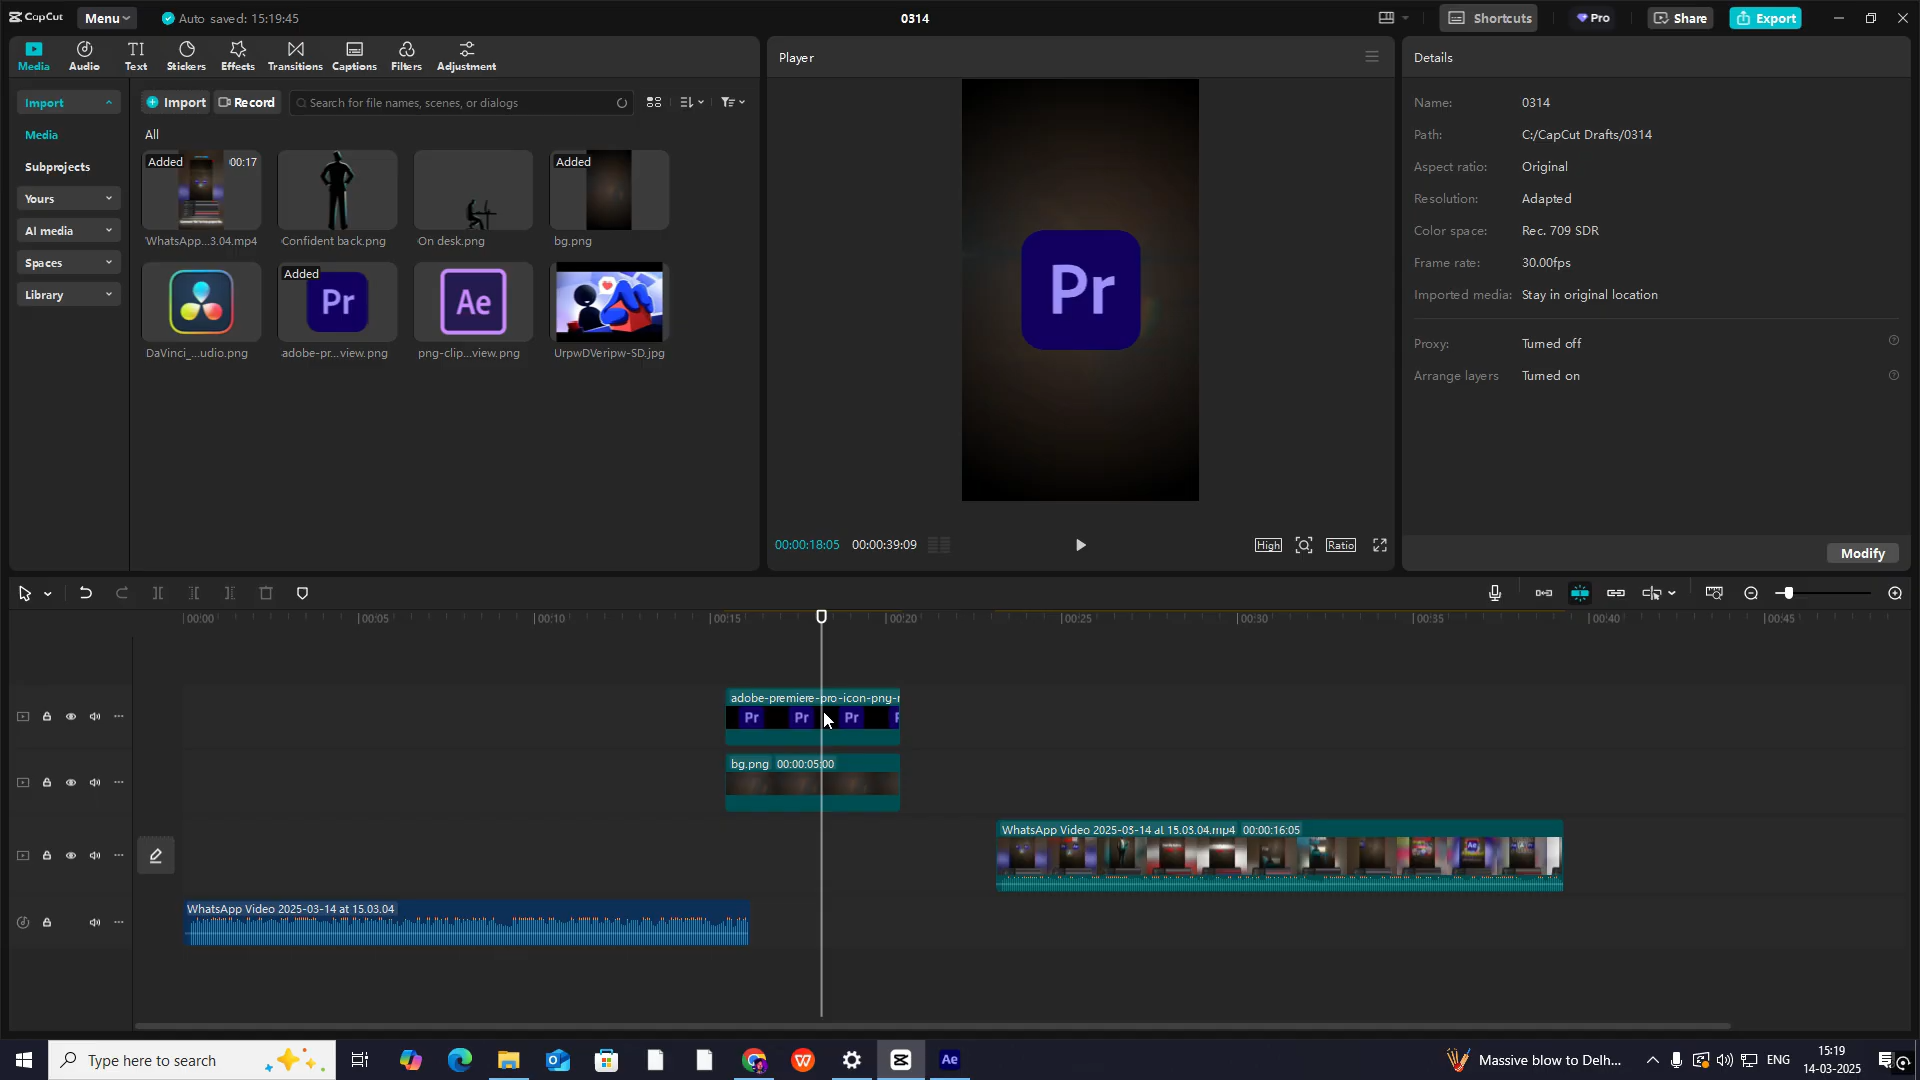 CapCut Menu Auto saved: 15:19:45 0314 Shortcuts Pro Share Export
Media Audio Text Stickers Effects Transitions Captions Filters Adjustment
Import
Media
Subprojects
Yours
AI media
Spaces
Library
Import Record Search for file names, scenes, or dialogs
All
Added 00:17 Added
WhatsApp...3.04.mp4 Confident back.png On desk.png bg.png
Added Pr Ae
DaVinci_...udio.png adobe-pr...view.png png-clip...view.png UrpwDVeripw-SD.jpg
Player
Pr
00:00:18:05 00:00:39:09 High Ratio
Details
Name: 0314
Path: C:/CapCut Drafts/0314
Aspect ratio: Original
Resolution: Adapted
Color space: Rec. 709 SDR
Frame rate: 30.00fps
Imported media: Stay in original location
Proxy: Turned off
Arrange layers Turned on
Modify
00:00 00:05 00:10 00:15 00:20 00:25 00:30 00:35 00:40 00:45
adobe-premiere-pro-icon-png-r
Pr Pr Pr
bg.png 00:00:05:00
WhatsApp Video 2025-03-14 at 15.03.04.mp4 00:00:16:05
WhatsApp Video 2025-03-14 at 15.03.04
Type here to search Ae Massive blow to Delh... ENG 15:19
14-03-2025